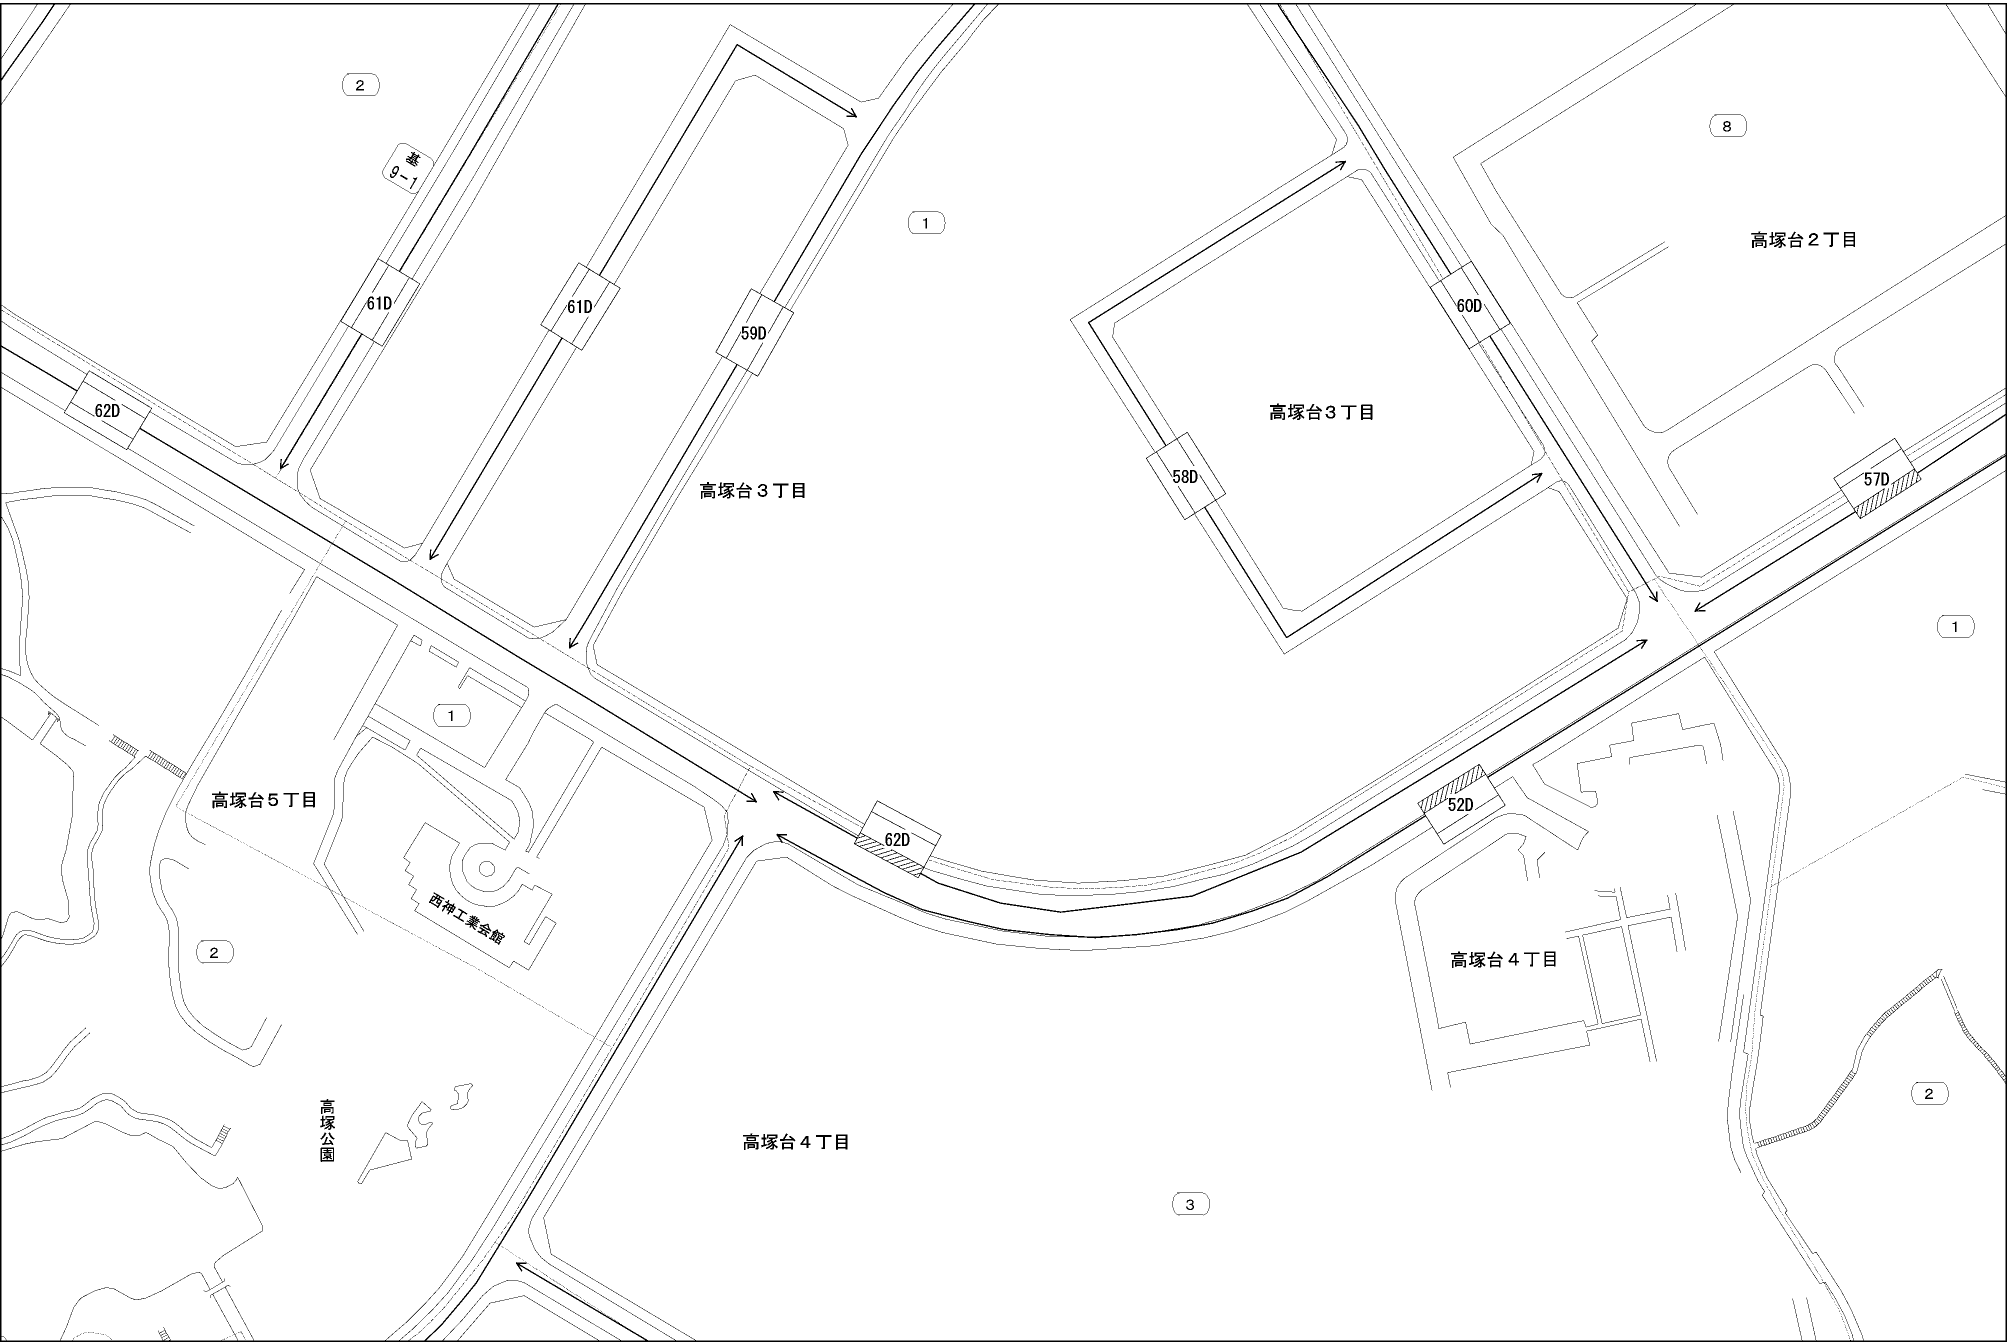 2
8
基
9-1
1
高塚台2丁目
61D
61D
59D
60D
62D
高塚台3丁目
58D
57D
高塚台3丁目
1
1
高塚台5丁目
52D
62D
西神工業会館
2
高塚台4丁目
2
高塚公園
高塚台4丁目
3